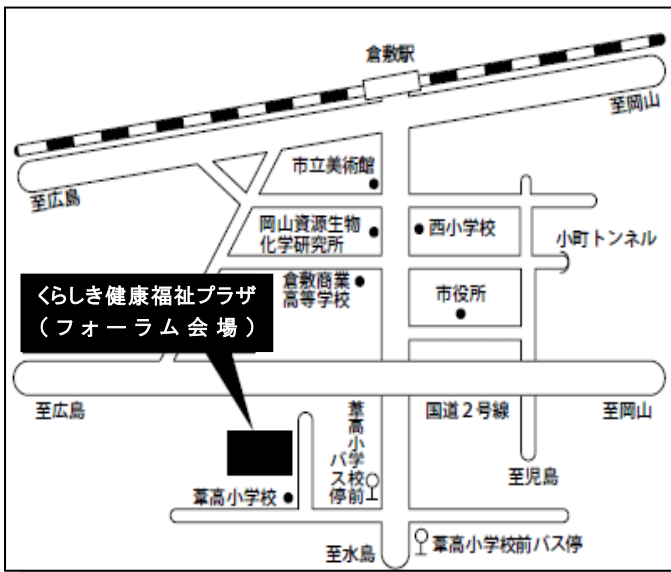 倉敷駅
至岡山
至広島
市立美術館
岡山資源生物
化学研究所
西小学校
小町トンネル
くらしき健康福祉プラザ
(フォーラム会場)
倉敷商業
高等学校
市役所
至広島
葦高小学校前
バス停
国道2号線
至岡山
至児島
葦高小学校
至水島
葦高小学校前バス停